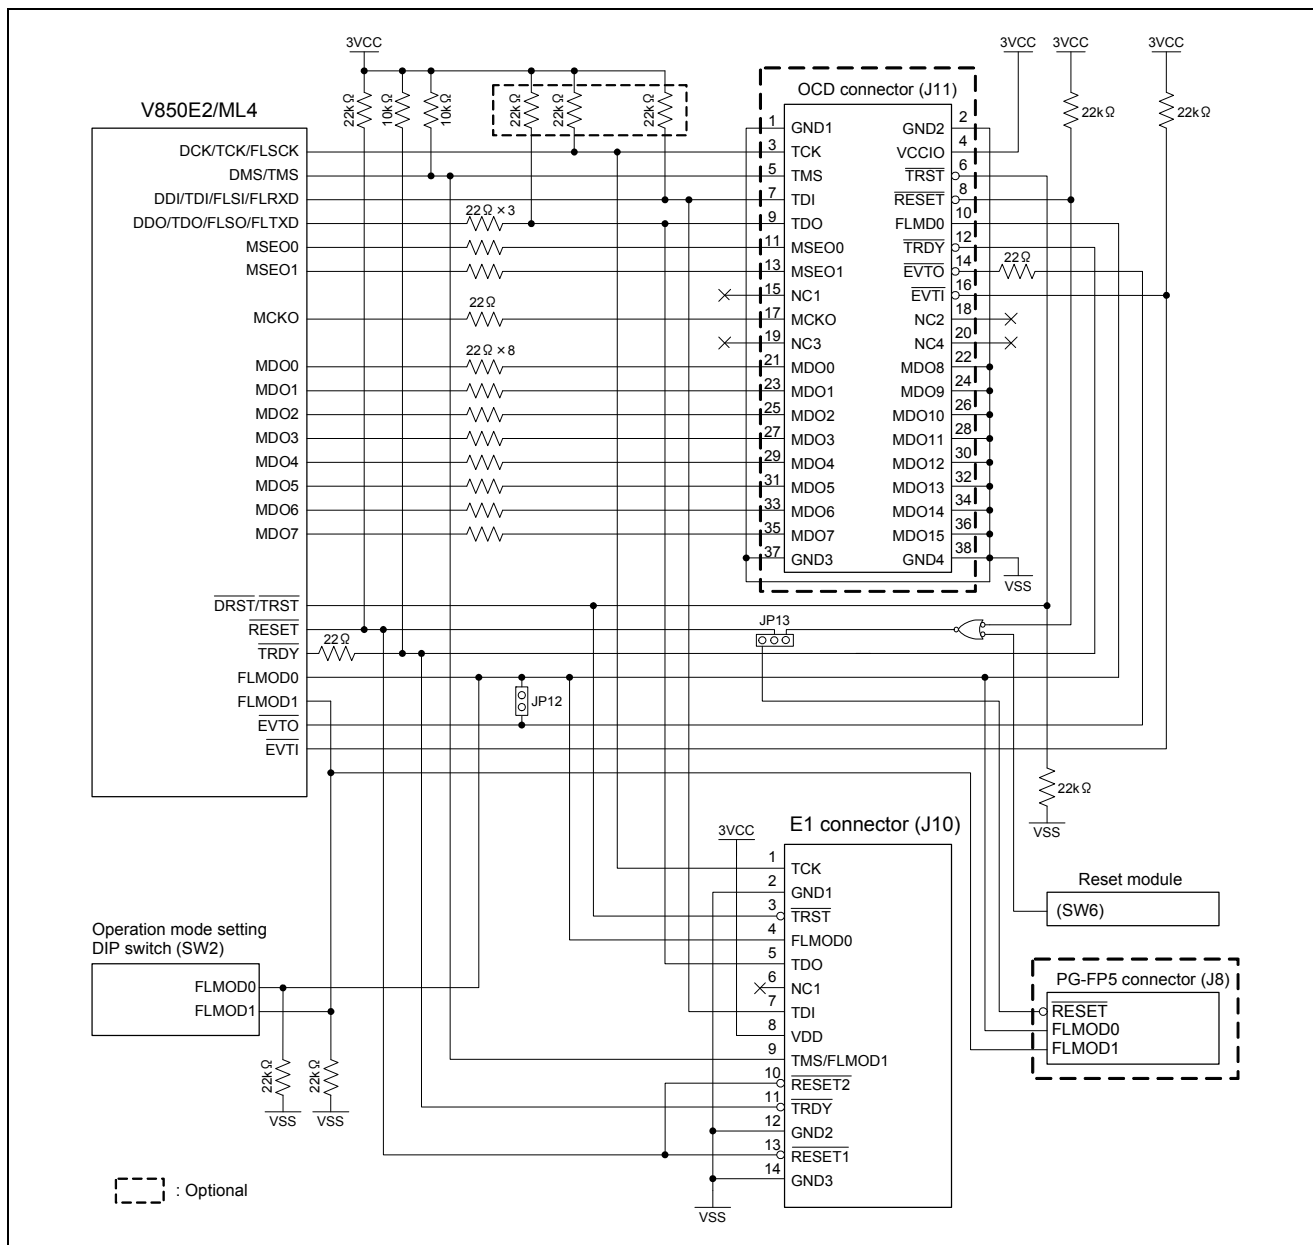 3VCC
3VCC
3VCC
3VCC
22kΩ
10kΩ
10kΩ
22kΩ
22kΩ
22kΩ
22kΩ
22kΩ
V850E2/ML4
DCK/TCK/FLSCK
DMS/TMS
DDI/TDI/FLSI/FLRXD
DDO/TDO/FLSO/FLTXD
MSEO0
MSEO1
MCKO
MDO0
MDO1
MDO2
MDO3
MDO4
MDO5
MDO6
MDO7
DRST/TRST
RESET
TRDY
FLMOD0
FLMOD1
EVTO
EVTI
22Ω×3
22Ω
22Ω×8
22Ω
OCD connector (J11)
1 GND1
3 TCK
5 TMS
7 TDI
9 TDO
11 MSEO0
13 MSEO1
15 NC1
17 MCKO
19 NC3
21 MDO0
23 MDO1
25 MDO2
27 MDO3
29 MDO4
31 MDO5
33 MDO6
35 MDO7
37 GND3
GND2 2
VCCIO 4
TRST 6
RESET 8
FLMD0 10
TRDY 12
EVTO 14
22Ω
EVTI 16
NC2 18
NC4 20
MDO8 22
MDO9 24
MDO10 26
MDO11 28
MDO12 30
MDO13 32
MDO14 34
MDO15 36
GND4 38
VSS
JP13
JP12
22kΩ
VSS
E1 connector (J10)
3VCC
1 TCK
2 GND1
3 TRST
4 FLMOD0
5 TDO
6 NC1
7 TDI
8 VDD
9 TMS/FLMOD1
10 RESET2
11 TRDY
12 GND2
13 RESET1
14 GND3
VSS
Reset module
(SW6)
PG-FP5 connector (J8)
RESET
FLMOD0
FLMOD1
Operation mode setting
DIP switch (SW2)
FLMOD0
FLMOD1
22kΩ
22kΩ
VSS
VSS
: Optional